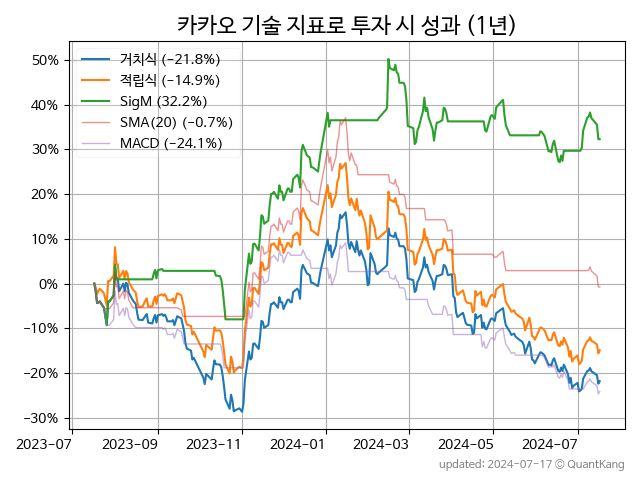 카카오 기술 지표로 투자 시 성과 (1년)
50%
40%
30%
20%
10%
0%
−10%
−20%
−30%
거치식 (−21.8%)
적립식 (−14.9%)
SigM (32.2%)
SMA(20) (−0.7%)
MACD (−24.1%)
2023-07 2023-09 2023-11 2024-01 2024-03 2024-05 2024-07
updated: 2024-07-17 © QuantKang